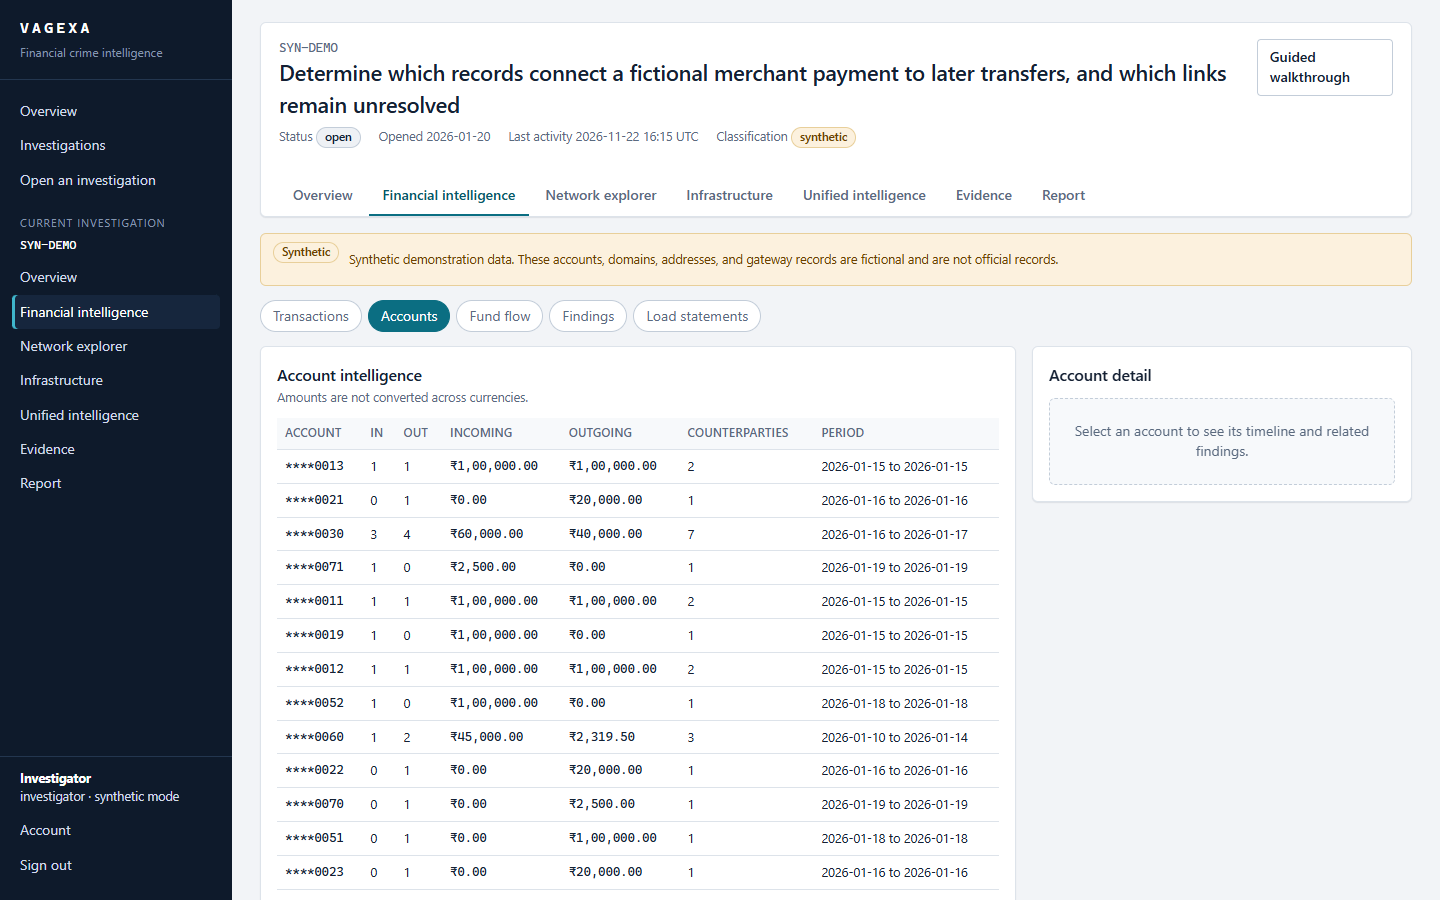 VAGEXA
Financial crime intelligence
Overview
Investigations
Open an investigation
CURRENT INVESTIGATION
SYN-DEMO
Overview
Financial intelligence
Network explorer
Infrastructure
Unified intelligence
Evidence
Report
Investigator
investigator · synthetic mode
Account
Sign out
SYN-DEMO
Determine which records connect a fictional merchant payment to later transfers, and which links
remain unresolved
Guided
walkthrough
Status open Opened 2026-01-20 Last activity 2026-11-22 16:15 UTC Classification synthetic
Overview Financial intelligence Network explorer Infrastructure Unified intelligence Evidence Report
Synthetic Synthetic demonstration data. These accounts, domains, addresses, and gateway records are fictional and are not official records.
Transactions Accounts Fund flow Findings Load statements
Account intelligence
Amounts are not converted across currencies.
ACCOUNT IN OUT INCOMING OUTGOING COUNTERPARTIES PERIOD
****0013 1 1 ₹1,00,000.00 ₹1,00,000.00 2 2026-01-15 to 2026-01-15
****0021 0 1 ₹0.00 ₹20,000.00 1 2026-01-16 to 2026-01-16
****0030 3 4 ₹60,000.00 ₹40,000.00 7 2026-01-16 to 2026-01-17
****0071 1 0 ₹2,500.00 ₹0.00 1 2026-01-19 to 2026-01-19
****0011 1 1 ₹1,00,000.00 ₹1,00,000.00 2 2026-01-15 to 2026-01-15
****0019 1 0 ₹1,00,000.00 ₹0.00 1 2026-01-15 to 2026-01-15
****0012 1 1 ₹1,00,000.00 ₹1,00,000.00 2 2026-01-15 to 2026-01-15
****0052 1 0 ₹1,00,000.00 ₹0.00 1 2026-01-18 to 2026-01-18
****0060 1 2 ₹45,000.00 ₹2,319.50 3 2026-01-10 to 2026-01-14
****0022 0 1 ₹0.00 ₹20,000.00 1 2026-01-16 to 2026-01-16
****0070 0 1 ₹0.00 ₹2,500.00 1 2026-01-19 to 2026-01-19
****0051 0 1 ₹0.00 ₹1,00,000.00 1 2026-01-18 to 2026-01-18
****0023 0 1 ₹0.00 ₹20,000.00 1 2026-01-16 to 2026-01-16
Account detail
Select an account to see its timeline and related
findings.